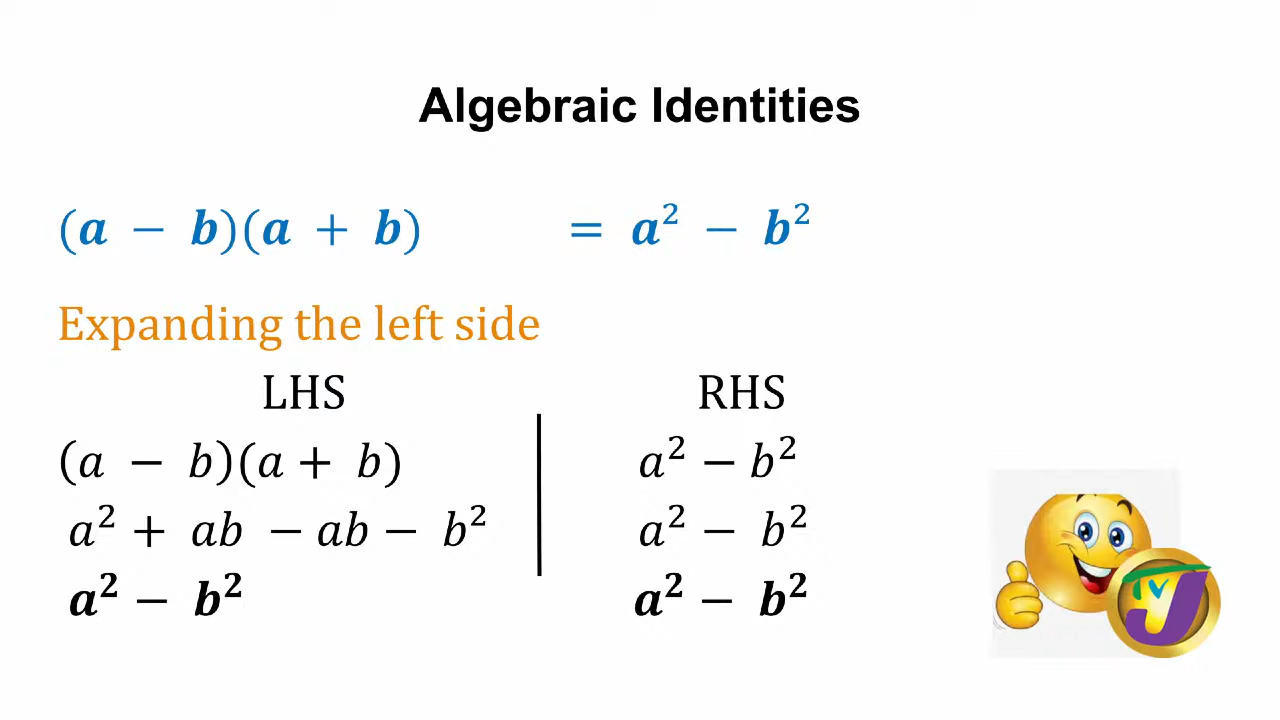 Algebraic Identities
(a − b)(a + b) = a² − b²
Expanding the left side
LHS RHS
(a − b)(a + b) a² − b²
a² + ab − ab − b² a² − b²
a² − b² a² − b²
TVJ